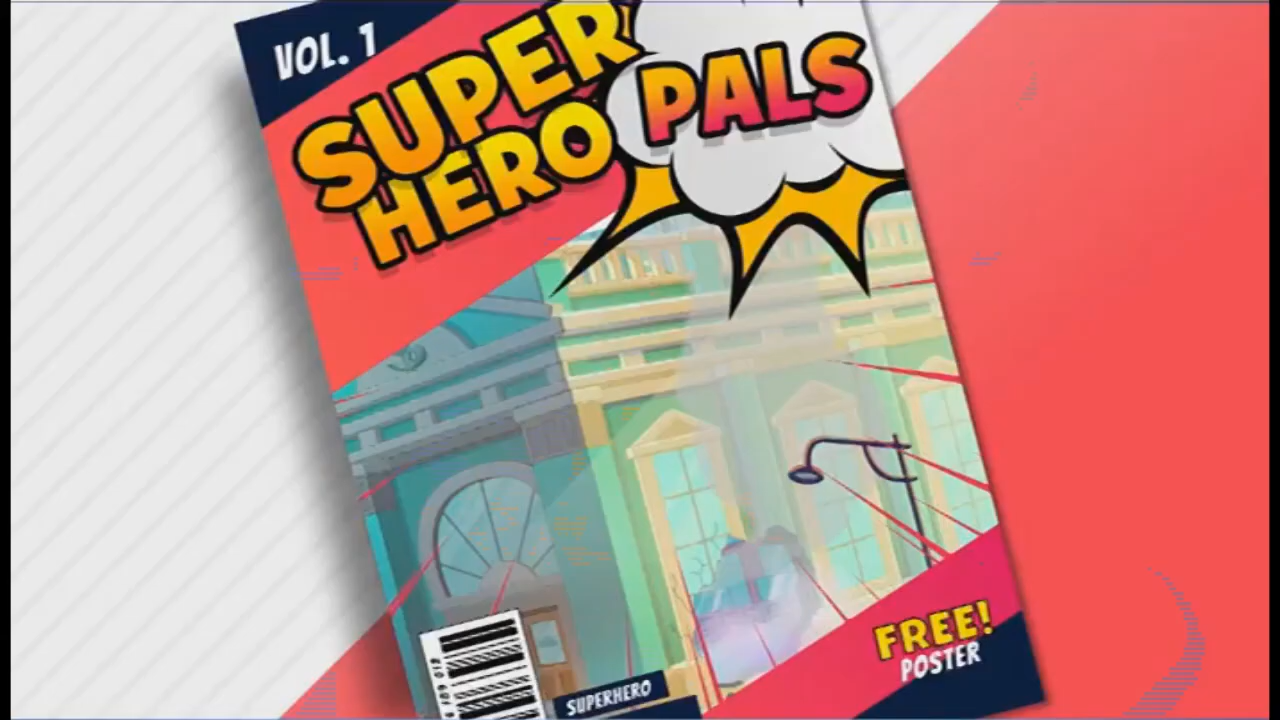 VOL. 1
SUPER
HERO PALS
FREE!
POSTER
SUPERHERO